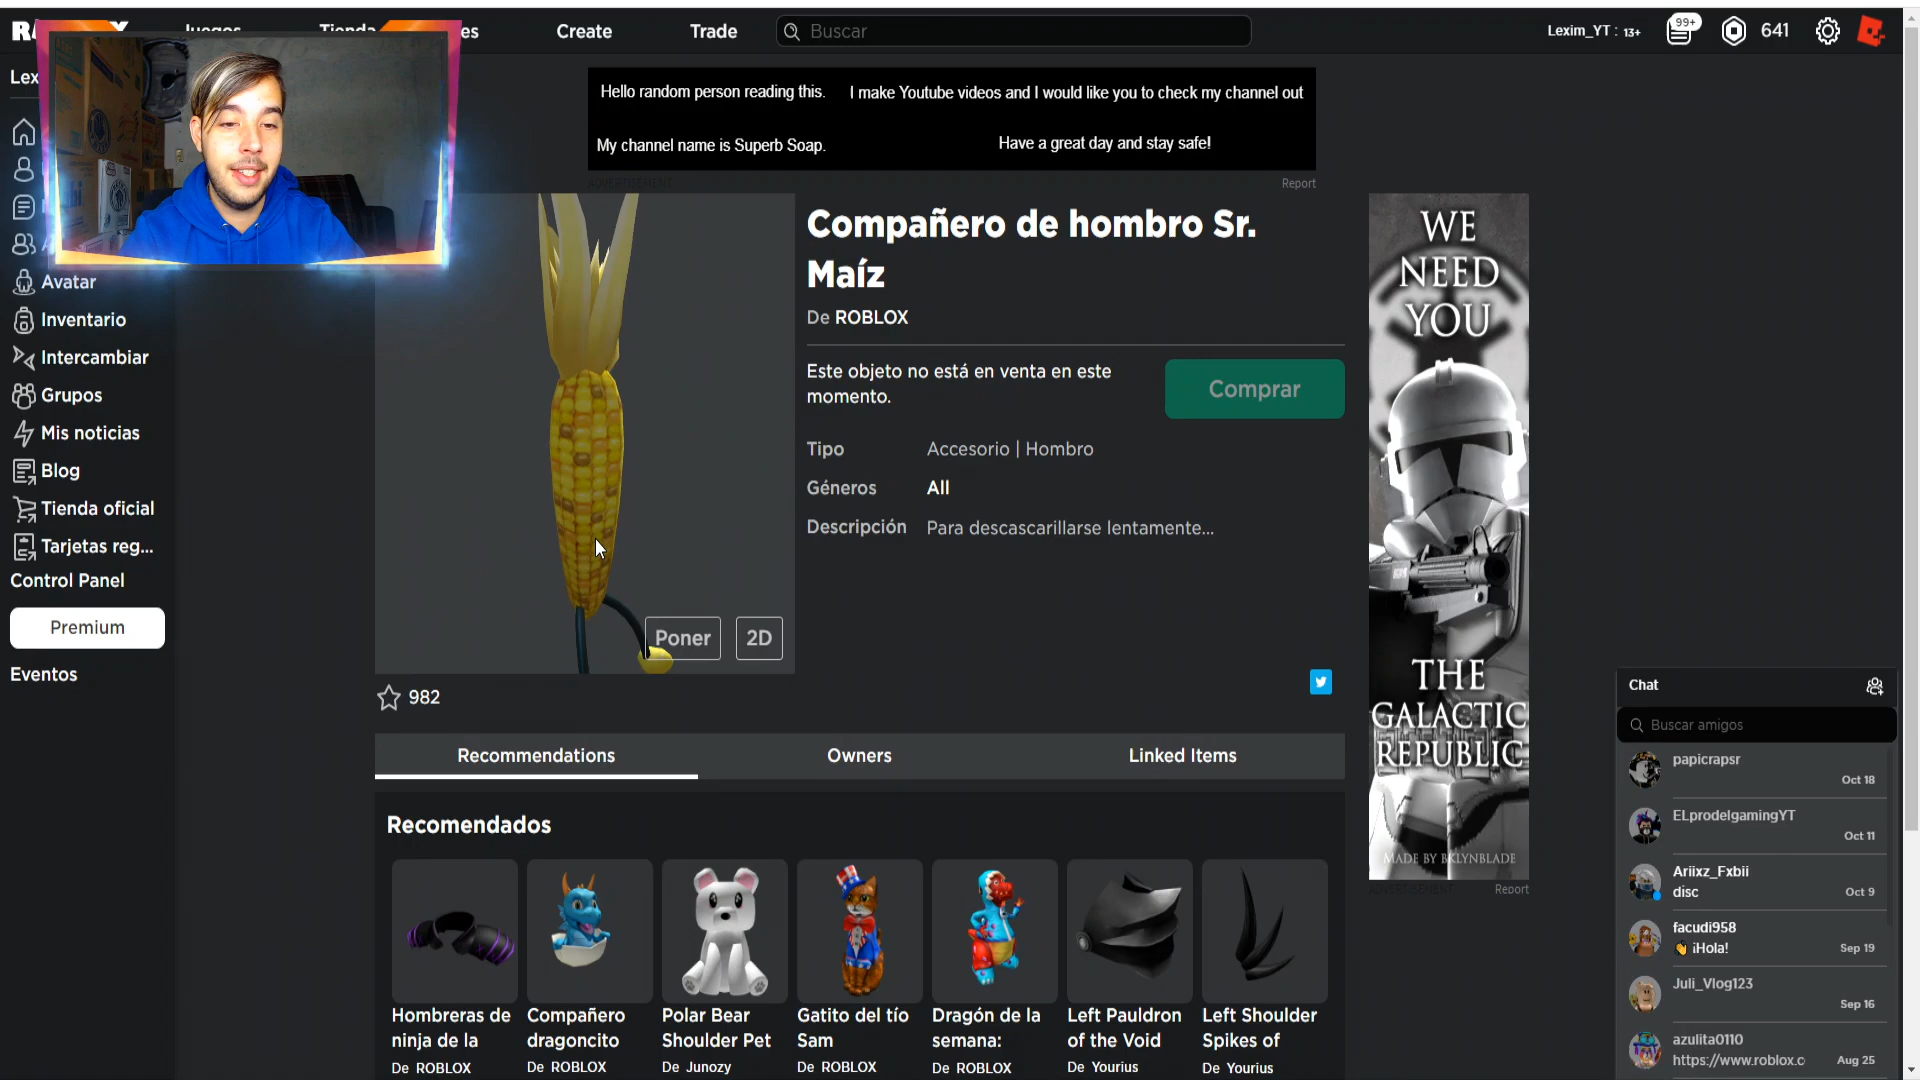 Create
Trade
Buscar
Lexim_YT : 13+
99+
641
Lex
Hello random person reading this.
I make Youtube videos and I would like you to check my channel out
My channel name is Superb Soap.
Have a great day and stay safe!
ADVERTISEMENT
Report
Avatar
Inventario
Intercambiar
Grupos
Mis noticias
Blog
Tienda oficial
Tarjetas reg...
Control Panel
Premium
Eventos
Compañero de hombro Sr.
Maíz
De ROBLOX
Este objeto no está en venta en este
momento.
Comprar
Tipo
Accesorio | Hombro
Géneros
All
Descripción
Para descascarillarse lentamente...
Poner
2D
982
Recommendations
Owners
Linked Items
Recomendados
Hombreras de
ninja de la
De ROBLOX
Compañero
dragoncito
De ROBLOX
Polar Bear
Shoulder Pet
De Junozy
Gatito del tío
Sam
De ROBLOX
Dragón de la
semana:
De ROBLOX
Left Pauldron
of the Void
De Yourius
Left Shoulder
Spikes of
De Yourius
WE
NEED
YOU
THE
GALACTIC
REPUBLIC
MADE BY BKLYNBLADE
ADVERTISEMENT
Report
Chat
Buscar amigos
papicrapsr
Oct 18
ELprodelgamingYT
Oct 11
Ariixz_Fxbii
disc
Oct 9
facudi958
👏 ¡Hola!
Sep 19
Juli_Vlog123
Sep 16
azulita0110
https://www.roblox.c
Aug 25